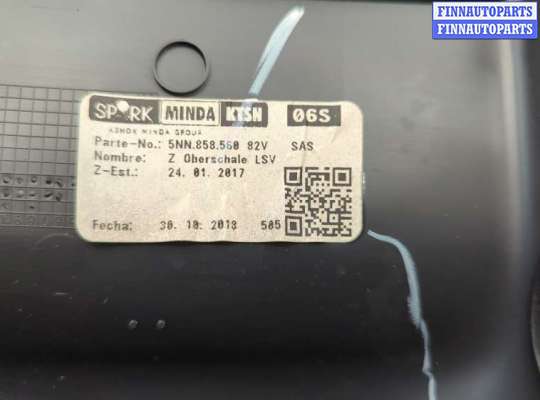 FINNAUTOPARTS
FINNAUTOPARTS
SPARK MINDA KTSN 06S
ASHOK MINDA GROUP
Parte-No.: 5NN.858.560 82V SAS
Nombre: Z Oberschale LSV
Z-Est.: 24. 01. 2017
Fecha: 30. 10. 2018 505